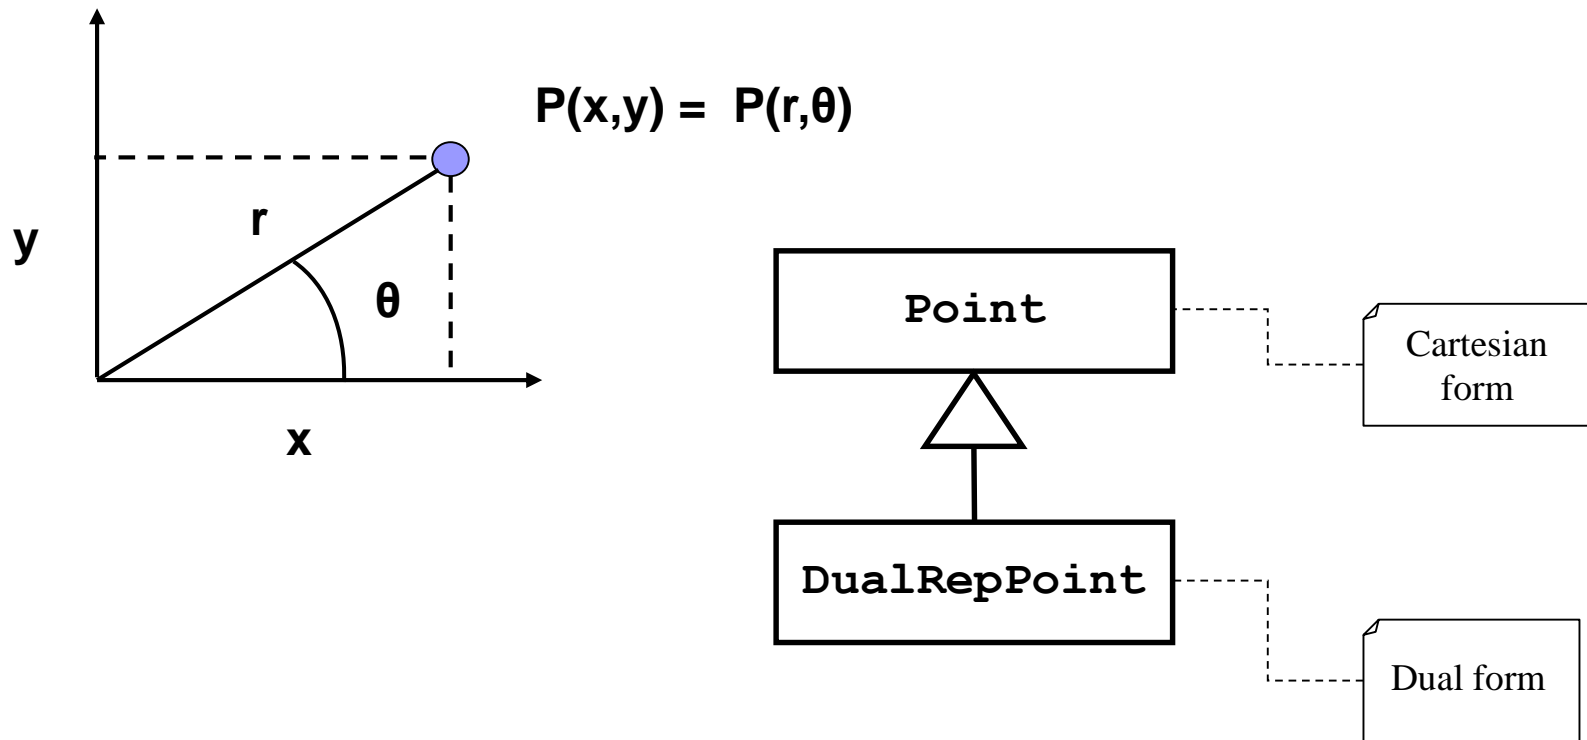 P(x,y) = P(r,θ)
r
y
θ
x
Point
Cartesian
form
DualRepPoint
Dual form